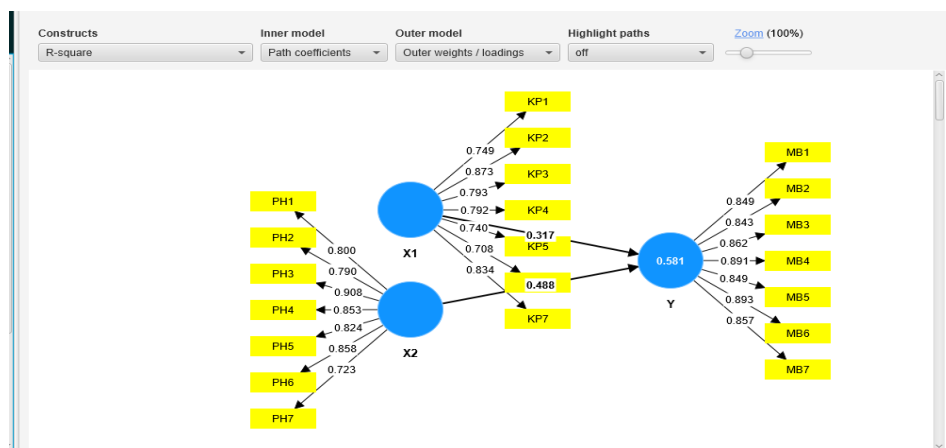 Constructs Inner model Outer model Highlight paths Zoom (100%)
R-square Path coefficients Outer weights / loadings off
KP1
KP2
KP3
KP4
KP5
KP7
0.749
0.873
0.793
0.792
0.740
0.708
0.834
X1
0.317
0.488
PH1
PH2
PH3
PH4
PH5
PH6
PH7
0.800
0.790
0.908
0.853
0.824
0.858
0.723
X2
0.581
Y
0.849
0.843
0.862
0.891
0.849
0.893
0.857
MB1
MB2
MB3
MB4
MB5
MB6
MB7